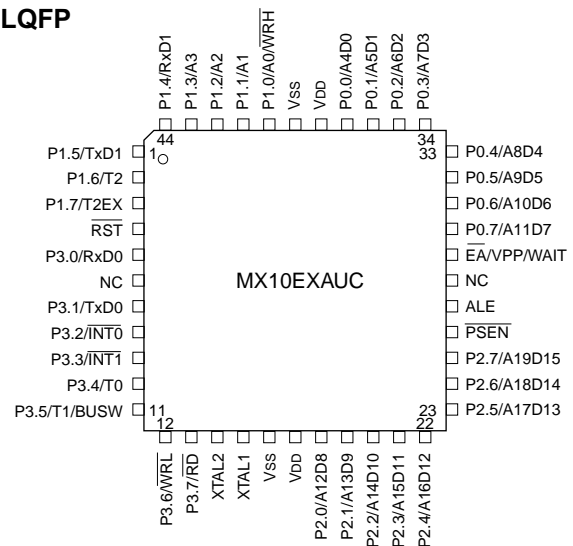 LQFP
P1.4/RxD1
P1.3/A3
P1.2/A2
P1.1/A1
P1.0/A0/WRH
VSS
VDD
P0.0/A4D0
P0.1/A5D1
P0.2/A6D2
P0.3/A7D3
44
34
1
33
P1.5/TxD1
P1.6/T2
P1.7/T2EX
RST
P3.0/RxD0
NC
P3.1/TxD0
P3.2/INT0
P3.3/INT1
P3.4/T0
P3.5/T1/BUSW
MX10EXAUC
P0.4/A8D4
P0.5/A9D5
P0.6/A10D6
P0.7/A11D7
EA/VPP/WAIT
NC
ALE
PSEN
P2.7/A19D15
P2.6/A18D14
P2.5/A17D13
11
23
12
22
P3.6/WRL
P3.7/RD
XTAL2
XTAL1
VSS
VDD
P2.0/A12D8
P2.1/A13D9
P2.2/A14D10
P2.3/A15D11
P2.4/A16D12